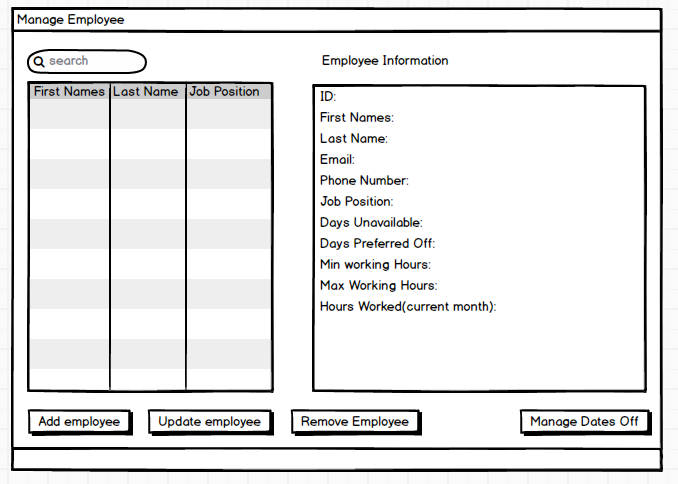 Manage Employee
search
Employee Information
First Names Last Name Job Position
ID:
First Names:
Last Name:
Email:
Phone Number:
Job Position:
Days Unavailable:
Days Preferred Off:
Min working Hours:
Max Working Hours:
Hours Worked(current month):
Add employee Update employee Remove Employee Manage Dates Off